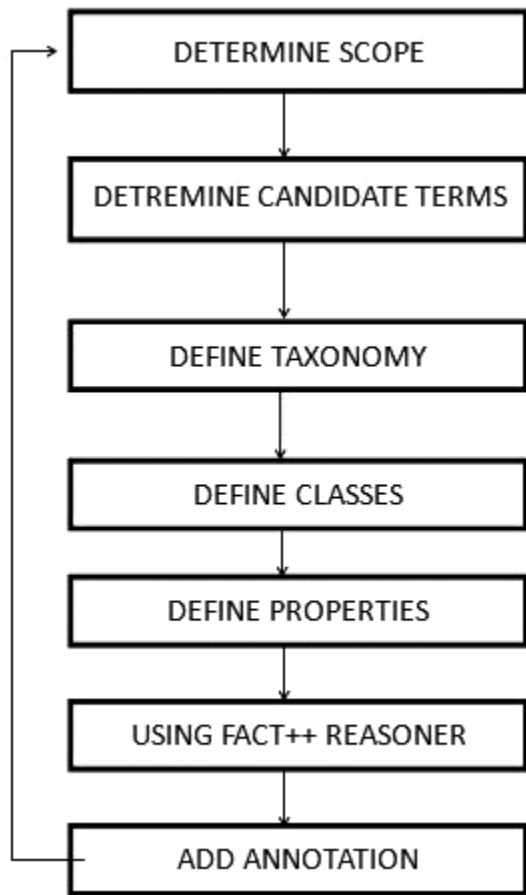 DETERMINE SCOPE
DETREMINE CANDIDATE TERMS
DEFINE TAXONOMY
DEFINE CLASSES
DEFINE PROPERTIES
USING FACT++ REASONER
ADD ANNOTATION